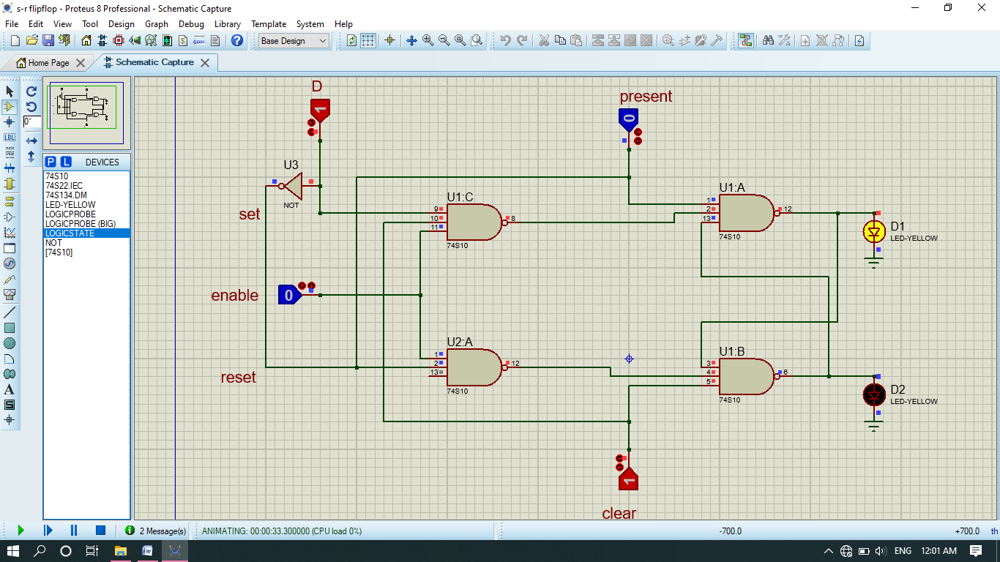 s-r flipflop - Proteus 8 Professional - Schematic Capture
File Edit View Tool Design Graph Debug Library Template System Help
Base Design
Home Page
Schematic Capture
0°
LBL
P L DEVICES
74S10
74S22.IEC
74S134.DM
LED-YELLOW
LOGICPROBE
LOGICPROBE (BIG)
LOGICSTATE
NOT
[74S10]
A
S
D
1
present
0
U3
NOT
set
U1:C
9
10
11
8
74S10
U1:A
1
2
13
12
74S10
D1
LED-YELLOW
enable
0
U2:A
1
2
13
12
74S10
reset
U1:B
3
4
5
6
74S10
D2
LED-YELLOW
1
clear
2 Message(s)
ANIMATING: 00:00:33.300000 (CPU load 0%)
-700.0
+700.0
th
ENG
12:01 AM